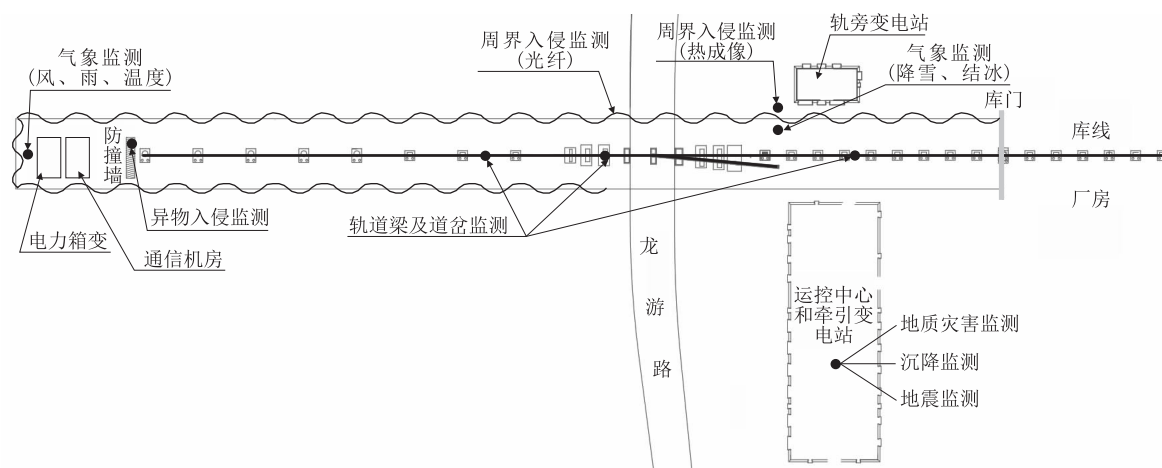 气象监测
(风、雨、温度)
周界入侵监测
(光纤)
周界入侵监测
(热成像)
轨旁变电站
气象监测
(降雪、结冰)
库门
防撞墙
库线
厂房
异物入侵监测
轨道梁及道岔监测
电力箱变
通信机房
龙游路
运控中心
和牵引变
电站
地质灾害监测
沉降监测
地震监测